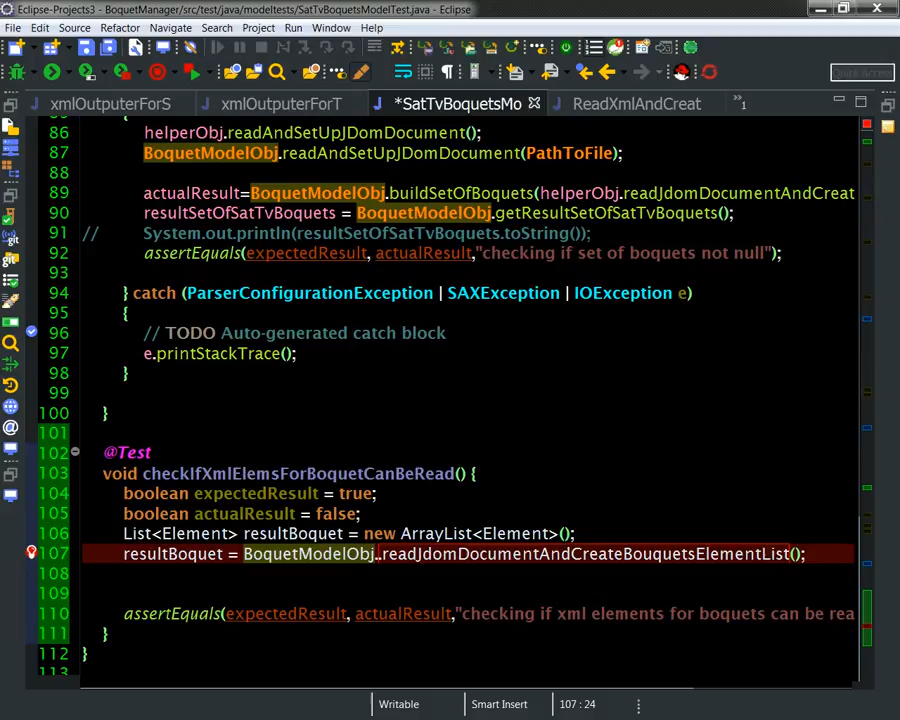 Eclipse-Projects3 - BoquetManager/src/test/java/modeltests/SatTvBoquetsModelTest.java - Eclipse
File Edit Source Refactor Navigate Search Project Run Window Help
Quick Access
xmlOutputerForS xmlOutputerForT *SatTvBoquetsMo ReadXmlAndCreat »1
86 helperObj.readAndSetUpJDomDocument();
87 BoquetModelObj.readAndSetUpJDomDocument(PathToFile);
88
89 actualResult=BoquetModelObj.buildSetOfBoquets(helperObj.readJdomDocumentAndCreat
90 resultSetOfSatTvBoquets = BoquetModelObj.getResultSetOfSatTvBoquets();
91 // System.out.println(resultSetOfSatTvBoquets.toString());
92 assertEquals(expectedResult, actualResult,"checking if set of boquets not null");
93
94 } catch (ParserConfigurationException | SAXException | IOException e)
95 {
96 // TODO Auto-generated catch block
97 e.printStackTrace();
98 }
99
100 }
101
102 @Test
103 void checkIfXmlElemsForBoquetCanBeRead() {
104 boolean expectedResult = true;
105 boolean actualResult = false;
106 List<Element> resultBoquet = new ArrayList<Element>();
107 resultBoquet = BoquetModelObj..readJdomDocumentAndCreateBouquetsElementList();
108
110 assertEquals(expectedResult, actualResult,"checking if xml elements for boquets can be rea
111 }
112 }
113
Writable Smart Insert 107 : 24